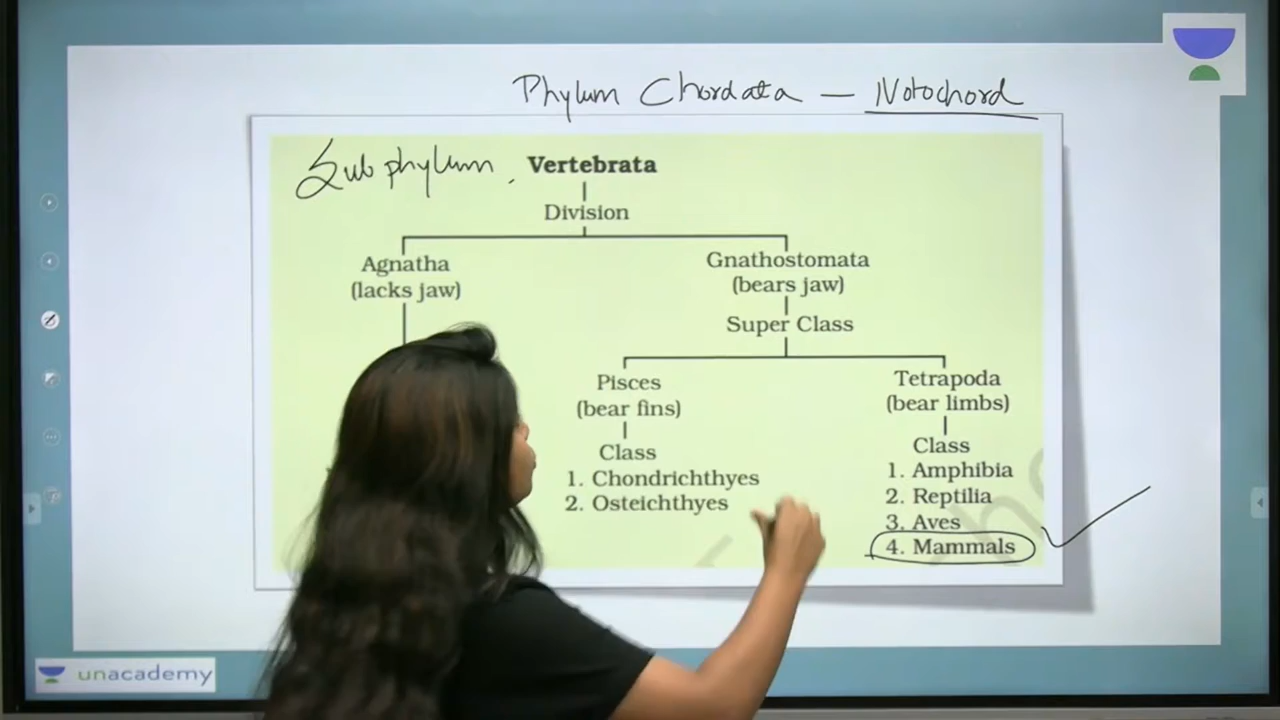 Phylum Chordata — Notochord
Subphylum, Vertebrata
Division
Agnatha
(lacks jaw)
Gnathostomata
(bears jaw)
Super Class
Pisces
(bear fins)
Class
1. Chondrichthyes
2. Osteichthyes
Tetrapoda
(bear limbs)
Class
1. Amphibia
2. Reptilia
3. Aves
4. Mammals
unacademy